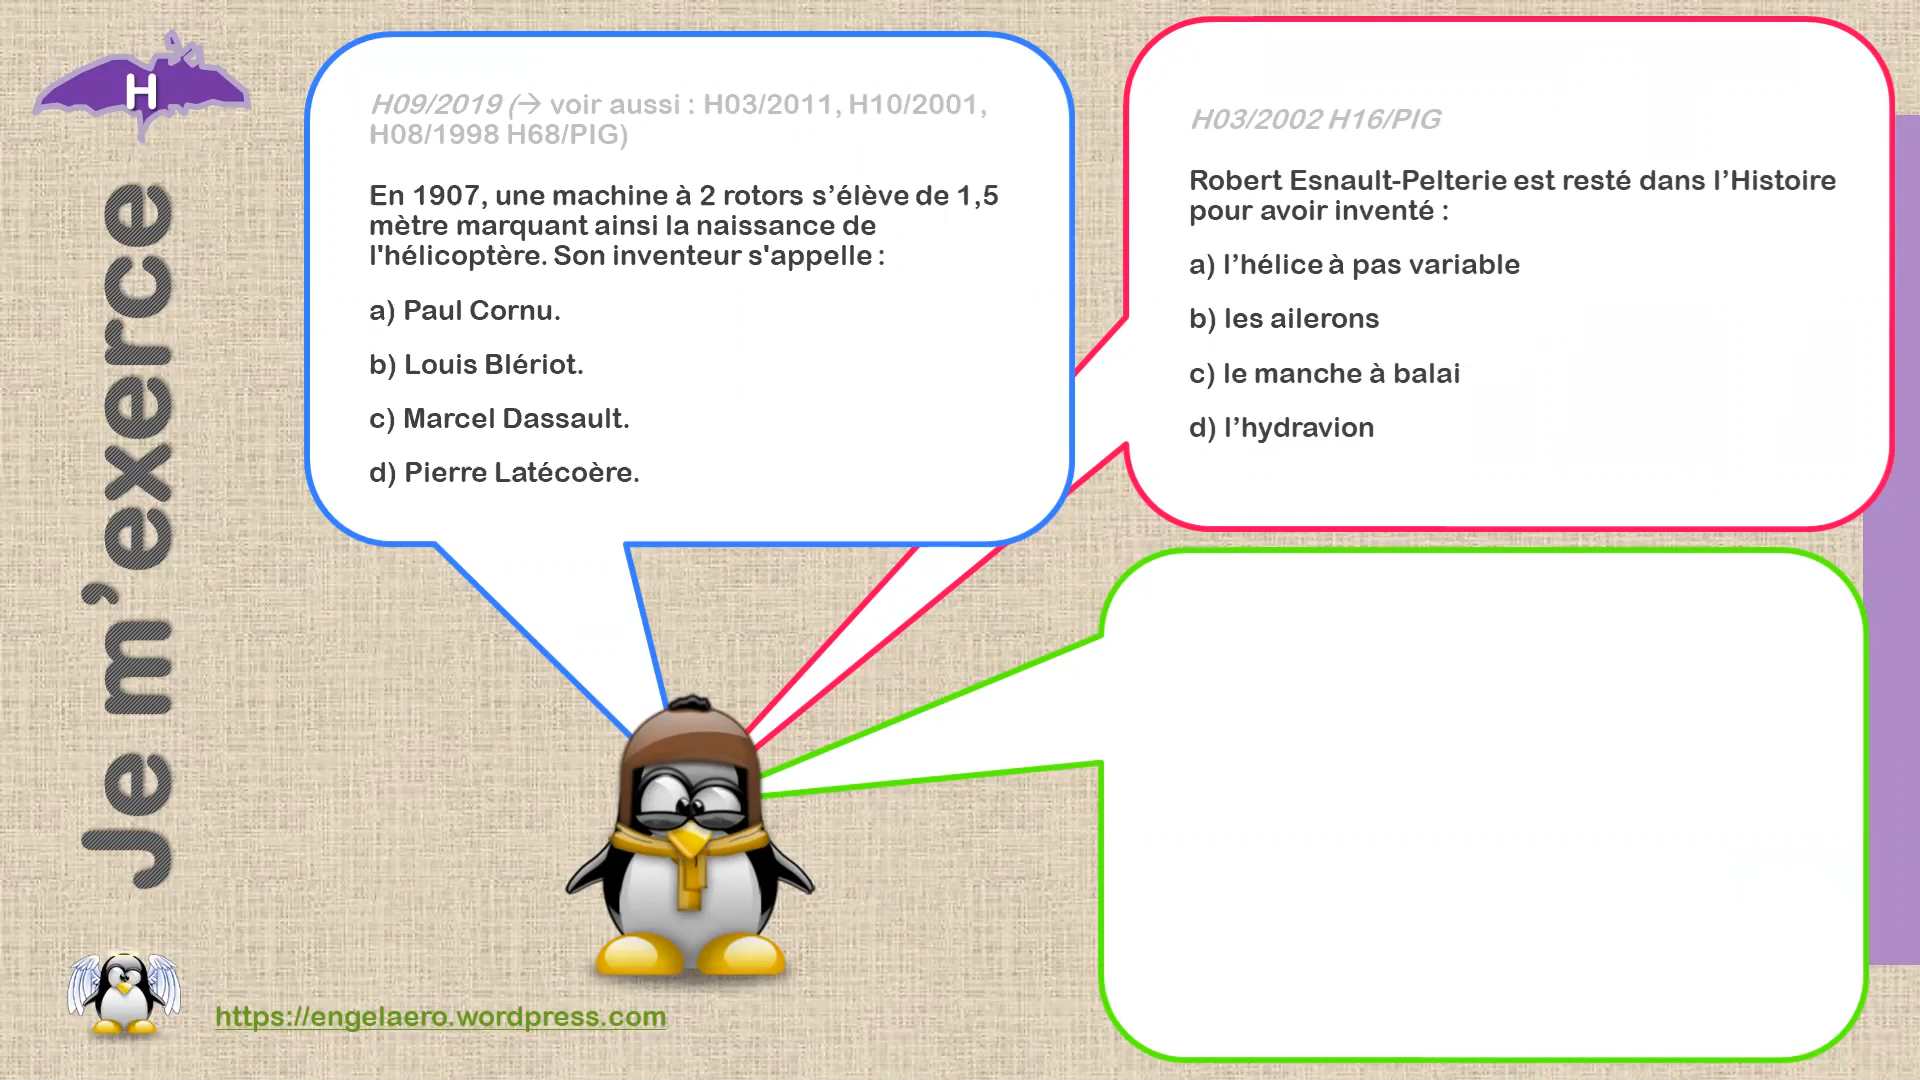 H
Je m’exerce
H09/2019 (→ voir aussi : H03/2011, H10/2001,
H08/1998 H68/PIG)
En 1907, une machine à 2 rotors s’élève de 1,5
mètre marquant ainsi la naissance de
l'hélicoptère. Son inventeur s'appelle :
a) Paul Cornu.
b) Louis Blériot.
c) Marcel Dassault.
d) Pierre Latécoère.
H03/2002 H16/PIG
Robert Esnault-Pelterie est resté dans l’Histoire
pour avoir inventé :
a) l’hélice à pas variable
b) les ailerons
c) le manche à balai
d) l’hydravion
https://engelaero.wordpress.com